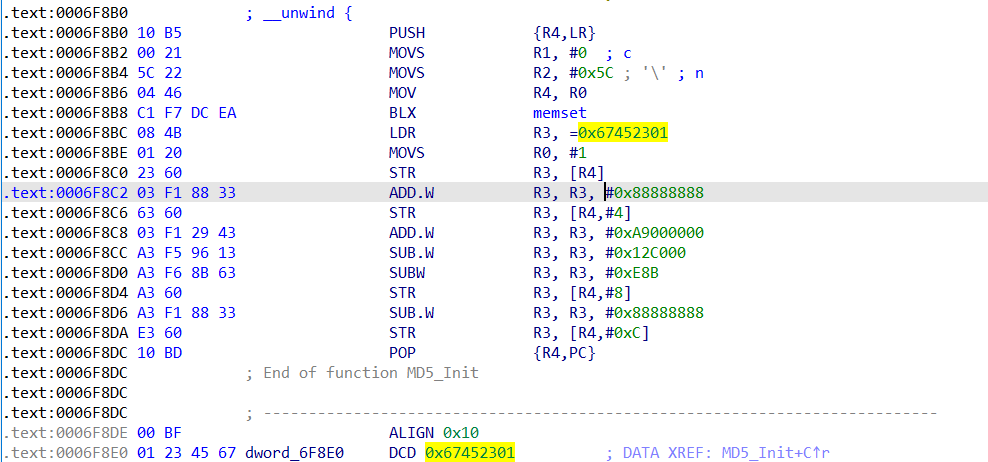 .text:0006F8B0 ; __unwind {
.text:0006F8B0 10 B5 PUSH {R4,LR}
.text:0006F8B2 00 21 MOVS R1, #0 ; c
.text:0006F8B4 5C 22 MOVS R2, #0x5C ; '\' ; n
.text:0006F8B6 04 46 MOV R4, R0
.text:0006F8B8 C1 F7 DC EA BLX memset
.text:0006F8BC 08 4B LDR R3, =0x67452301
.text:0006F8BE 01 20 MOVS R0, #1
.text:0006F8C0 23 60 STR R3, [R4]
.text:0006F8C2 03 F1 88 33 ADD.W R3, R3, #0x88888888
.text:0006F8C6 63 60 STR R3, [R4,#4]
.text:0006F8C8 03 F1 29 43 ADD.W R3, R3, #0xA9000000
.text:0006F8CC A3 F5 96 13 SUB.W R3, R3, #0x12C000
.text:0006F8D0 A3 F6 8B 63 SUBW R3, R3, #0xE8B
.text:0006F8D4 A3 60 STR R3, [R4,#8]
.text:0006F8D6 A3 F1 88 33 SUB.W R3, R3, #0x88888888
.text:0006F8DA E3 60 STR R3, [R4,#0xC]
.text:0006F8DC 10 BD POP {R4,PC}
.text:0006F8DC ; End of function MD5_Init
.text:0006F8DC
.text:0006F8DC ; ---------------------------------------------------------------------------
.text:0006F8DE 00 BF ALIGN 0x10
.text:0006F8E0 01 23 45 67 dword_6F8E0 DCD 0x67452301 ; DATA XREF: MD5_Init+C↑r